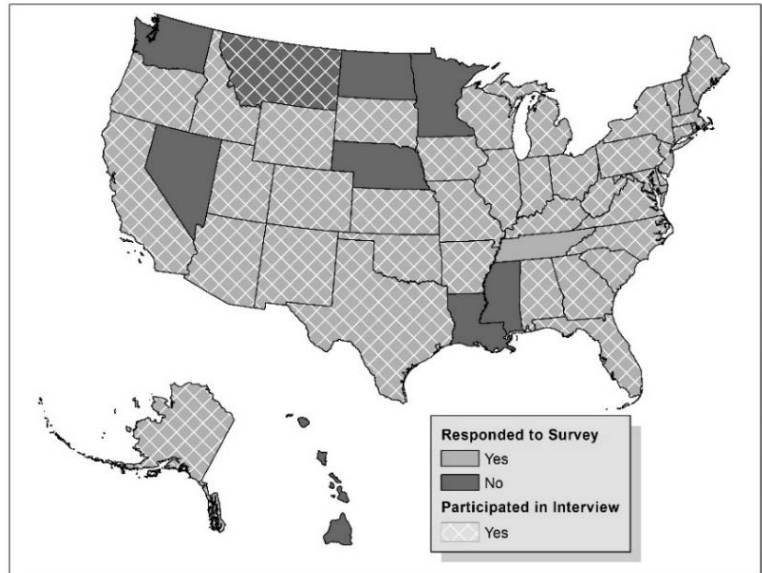 Responded to Survey
Yes
No
Participated in Interview
Yes